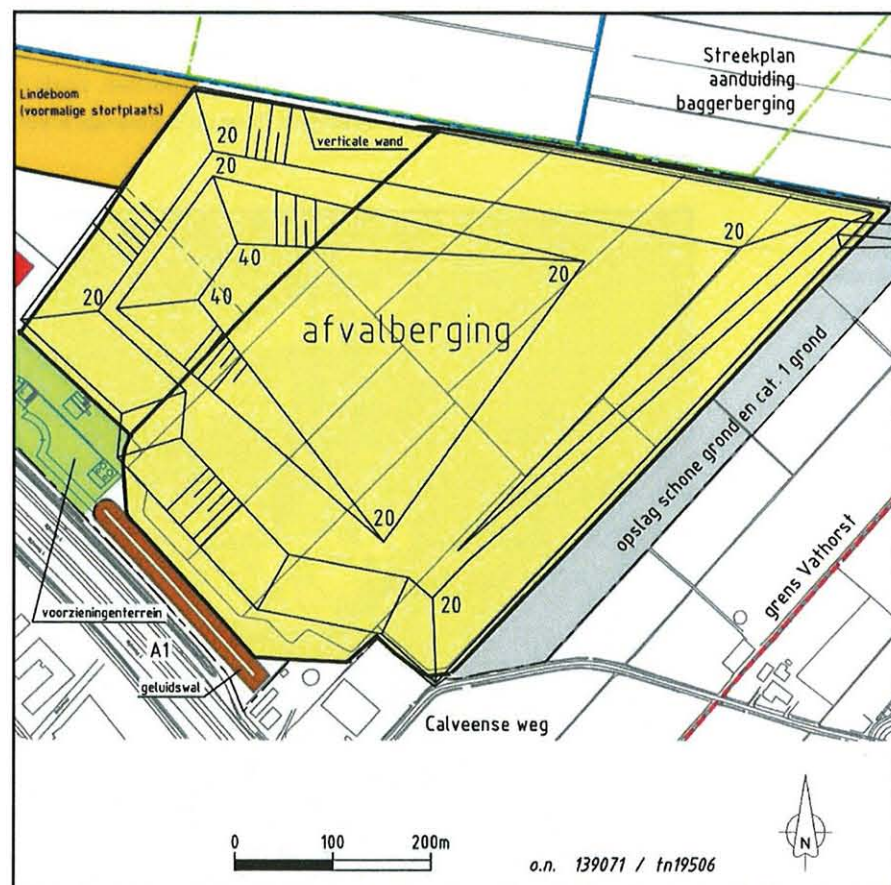 Streekplan
aanduiding
baggerberging
Lindeboom
(voormalige stortplaats)
verticale wand
20
20
20
40
20
20
40
afvalberging
opslag schone grond en cat. 1 grond
grens Vathorst
20
20
voorzieningenterrein
A1
geluidswal
Calveense weg
0 100 200m
N
o.n. 139071 / tn19506